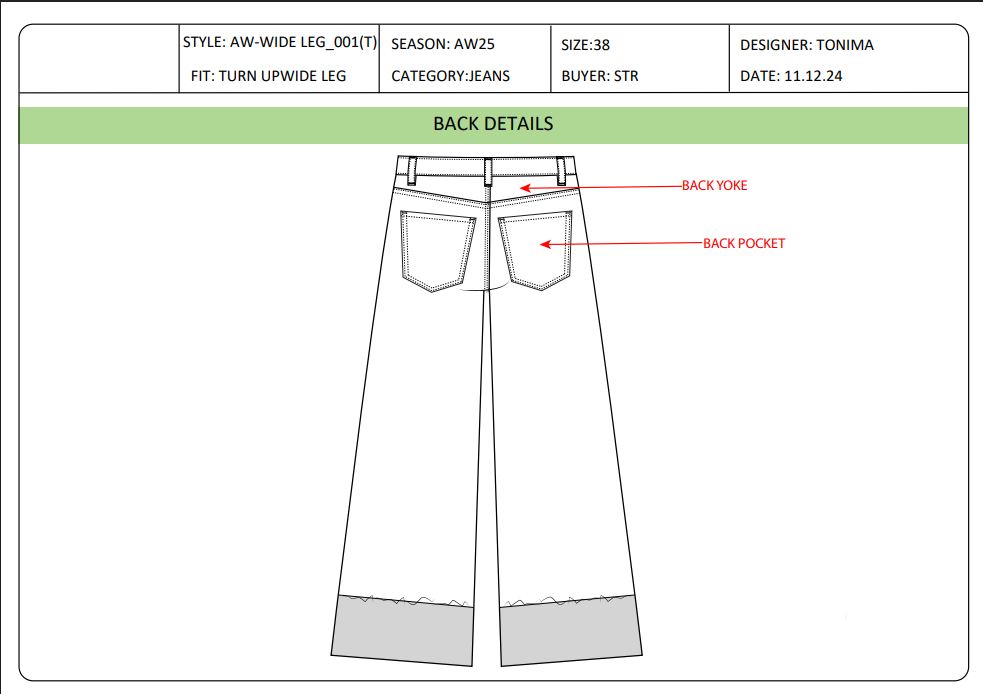 STYLE: AW-WIDE LEG_001(T)
FIT: TURN UPWIDE LEG
SEASON: AW25
CATEGORY:JEANS
SIZE:38
BUYER: STR
DESIGNER: TONIMA
DATE: 11.12.24
BACK DETAILS
BACK YOKE
BACK POCKET